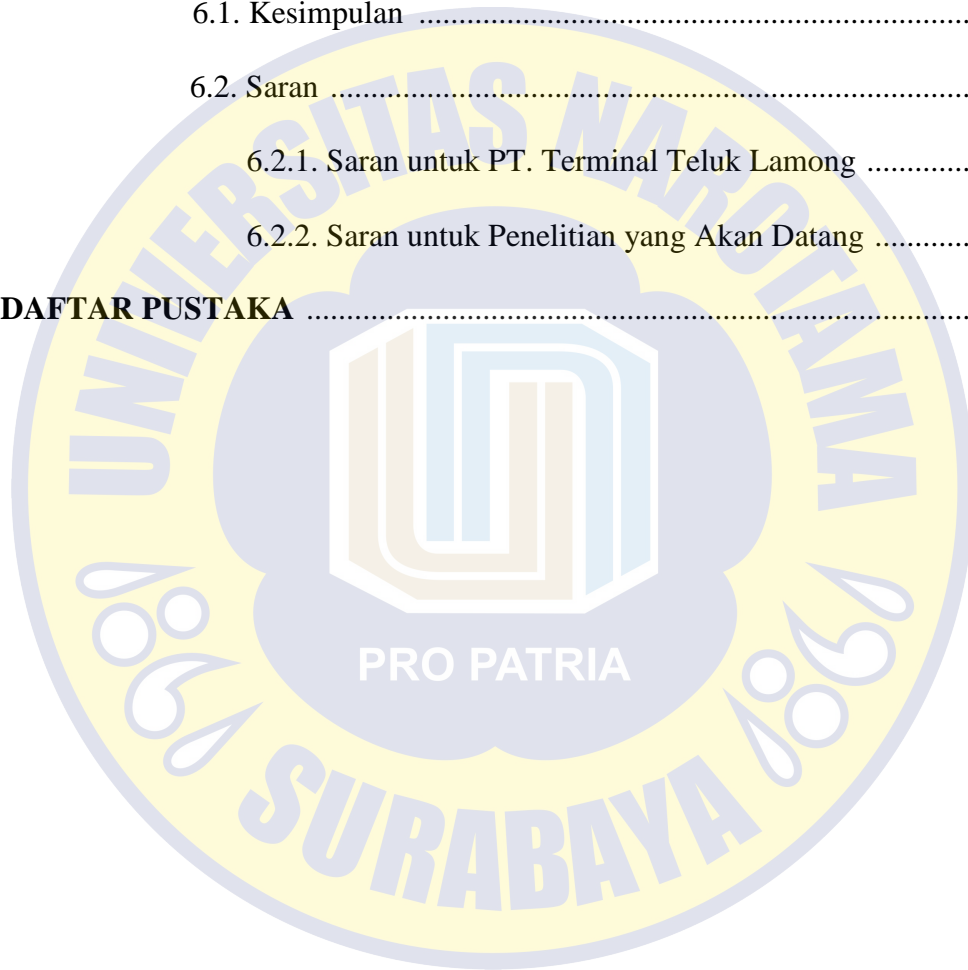 6.1. Kesimpulan ........................................................................
6.2. Saran ...................................................................................
6.2.1. Saran untuk PT. Terminal Teluk Lamong .............
6.2.2. Saran untuk Penelitian yang Akan Datang ............
DAFTAR PUSTAKA ......................................................................................
UNIVERSITAS NAROTAMA
PRO PATRIA
SURABAYA